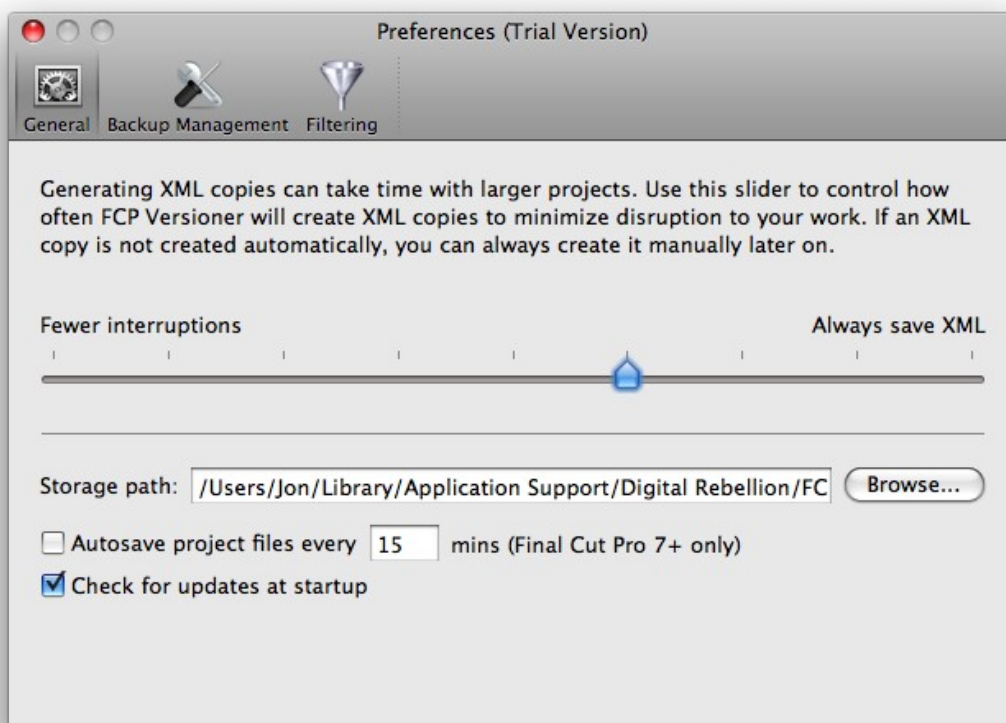 Preferences (Trial Version)
General Backup Management Filtering
Generating XML copies can take time with larger projects. Use this slider to control how
often FCP Versioner will create XML copies to minimize disruption to your work. If an XML
copy is not created automatically, you can always create it manually later on.
Fewer interruptions Always save XML
Storage path: /Users/Jon/Library/Application Support/Digital Rebellion/FC Browse...
Autosave project files every 15 mins (Final Cut Pro 7+ only)
Check for updates at startup